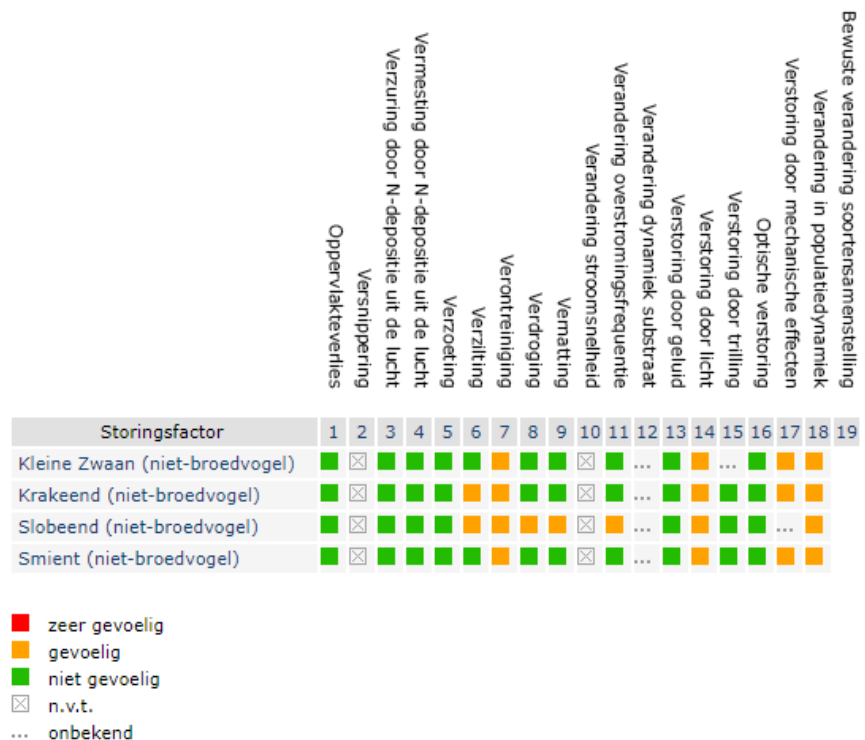 Oppervlakteverlies
Versnippering
Verzuring door N-depositie uit de lucht
Vermesting door N-depositie uit de lucht
Verzoeting
Verzilting
Verontreiniging
Verdroging
Vernatting
Verandering stroomsnelheid
Verandering overstromingsfrequentie
Verandering dynamiek substraat
Verstoring door geluid
Verstoring door licht
Verstoring door trilling
Optische verstoring
Verstoring door mechanische effecten
Verandering in populatiedynamiek
Bewuste verandering soortensamenstelling
Storingsfactor 1 2 3 4 5 6 7 8 9 10 11 12 13 14 15 16 17 18 19
Kleine Zwaan (niet-broedvogel) ... ...
Krakeend (niet-broedvogel) ...
Slobeend (niet-broedvogel) ... ...
Smient (niet-broedvogel) ...
zeer gevoelig
gevoelig
niet gevoelig
n.v.t.
... onbekend